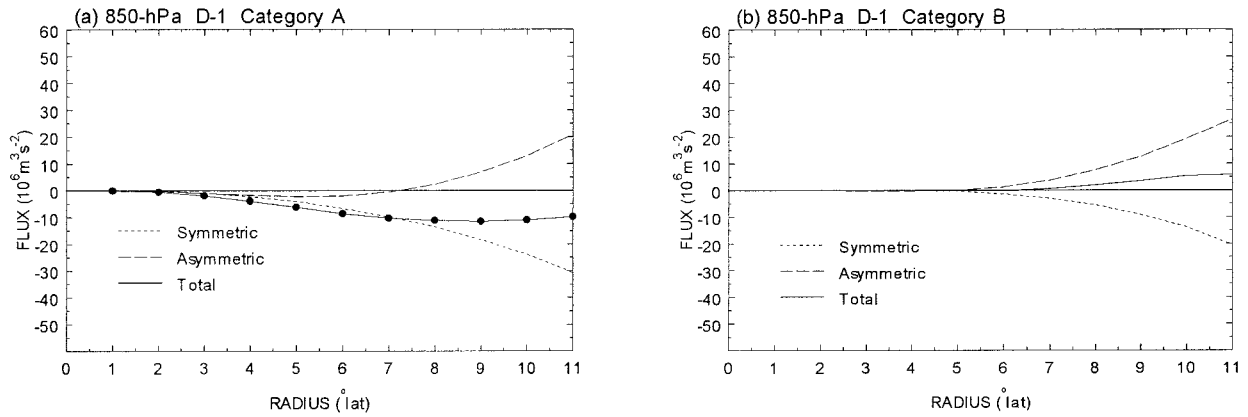 (a) 850-hPa D-1 Category A
60
50
40
30
20
10
0
-10
-20
-30
-40
-50
FLUX (10⁶m³s⁻²)
Symmetric
Asymmetric
Total
0 1 2 3 4 5 6 7 8 9 10 11
RADIUS (°lat)
(b) 850-hPa D-1 Category B
60
50
40
30
20
10
0
-10
-20
-30
-40
-50
FLUX (10⁶m³s⁻²)
Symmetric
Asymmetric
Total
0 1 2 3 4 5 6 7 8 9 10 11
RADIUS (°lat)